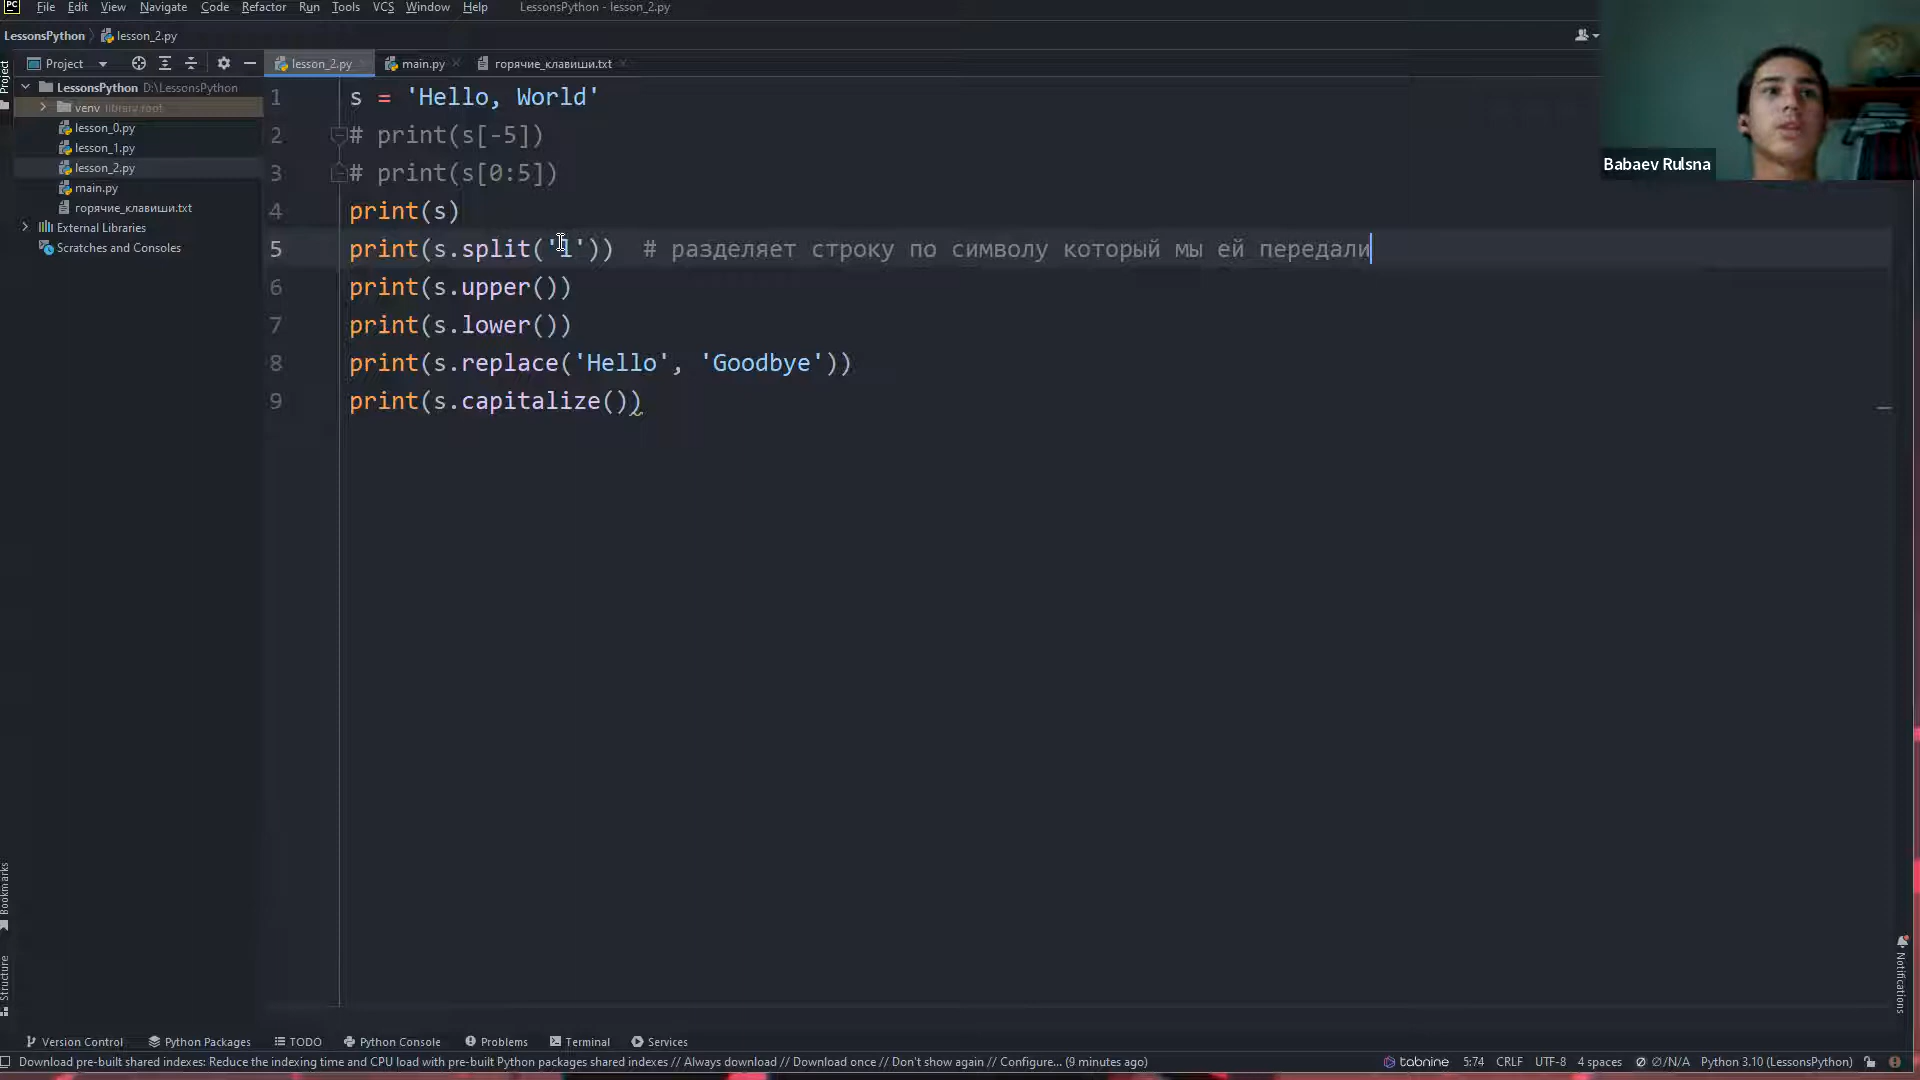 File Edit View Navigate Code Refactor Run Tools VCS Window Help LessonsPython - lesson_2.py
LessonsPython lesson_2.py
Project lesson_2.py main.py горячие_клавиши.txt
Project
LessonsPython D:\LessonsPython
venv library root
lesson_0.py
lesson_1.py
lesson_2.py
main.py
горячие_клавиши.txt
External Libraries
Scratches and Consoles
1 s = 'Hello, World'
2 # print(s[-5])
3 # print(s[0:5])
4 print(s)
5 print(s.split('l')) # разделяет строку по символу который мы ей передали
6 print(s.upper())
7 print(s.lower())
8 print(s.replace('Hello', 'Goodbye'))
9 print(s.capitalize())
Babaev Rulsna
Bookmarks
Structure
Notifications
Version Control Python Packages TODO Python Console Problems Terminal Services
Download pre-built shared indexes: Reduce the indexing time and CPU load with pre-built Python packages shared indexes // Always download // Download once // Don't show again // Configure... (9 minutes ago) tabnine 5:74 CRLF UTF-8 4 spaces ∅/N/A Python 3.10 (LessonsPython)